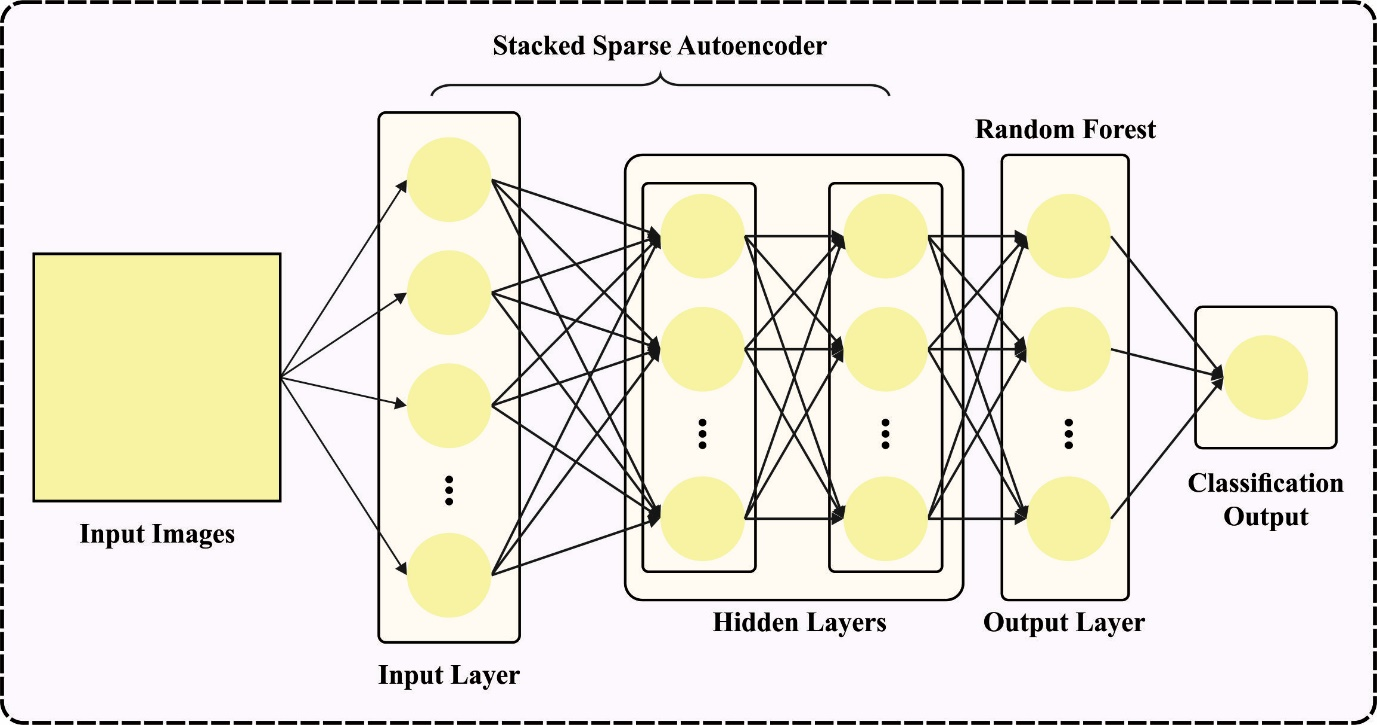 Stacked Sparse Autoencoder
Random Forest
Input Images
Input Layer
Hidden Layers
Output Layer
Classification
Output